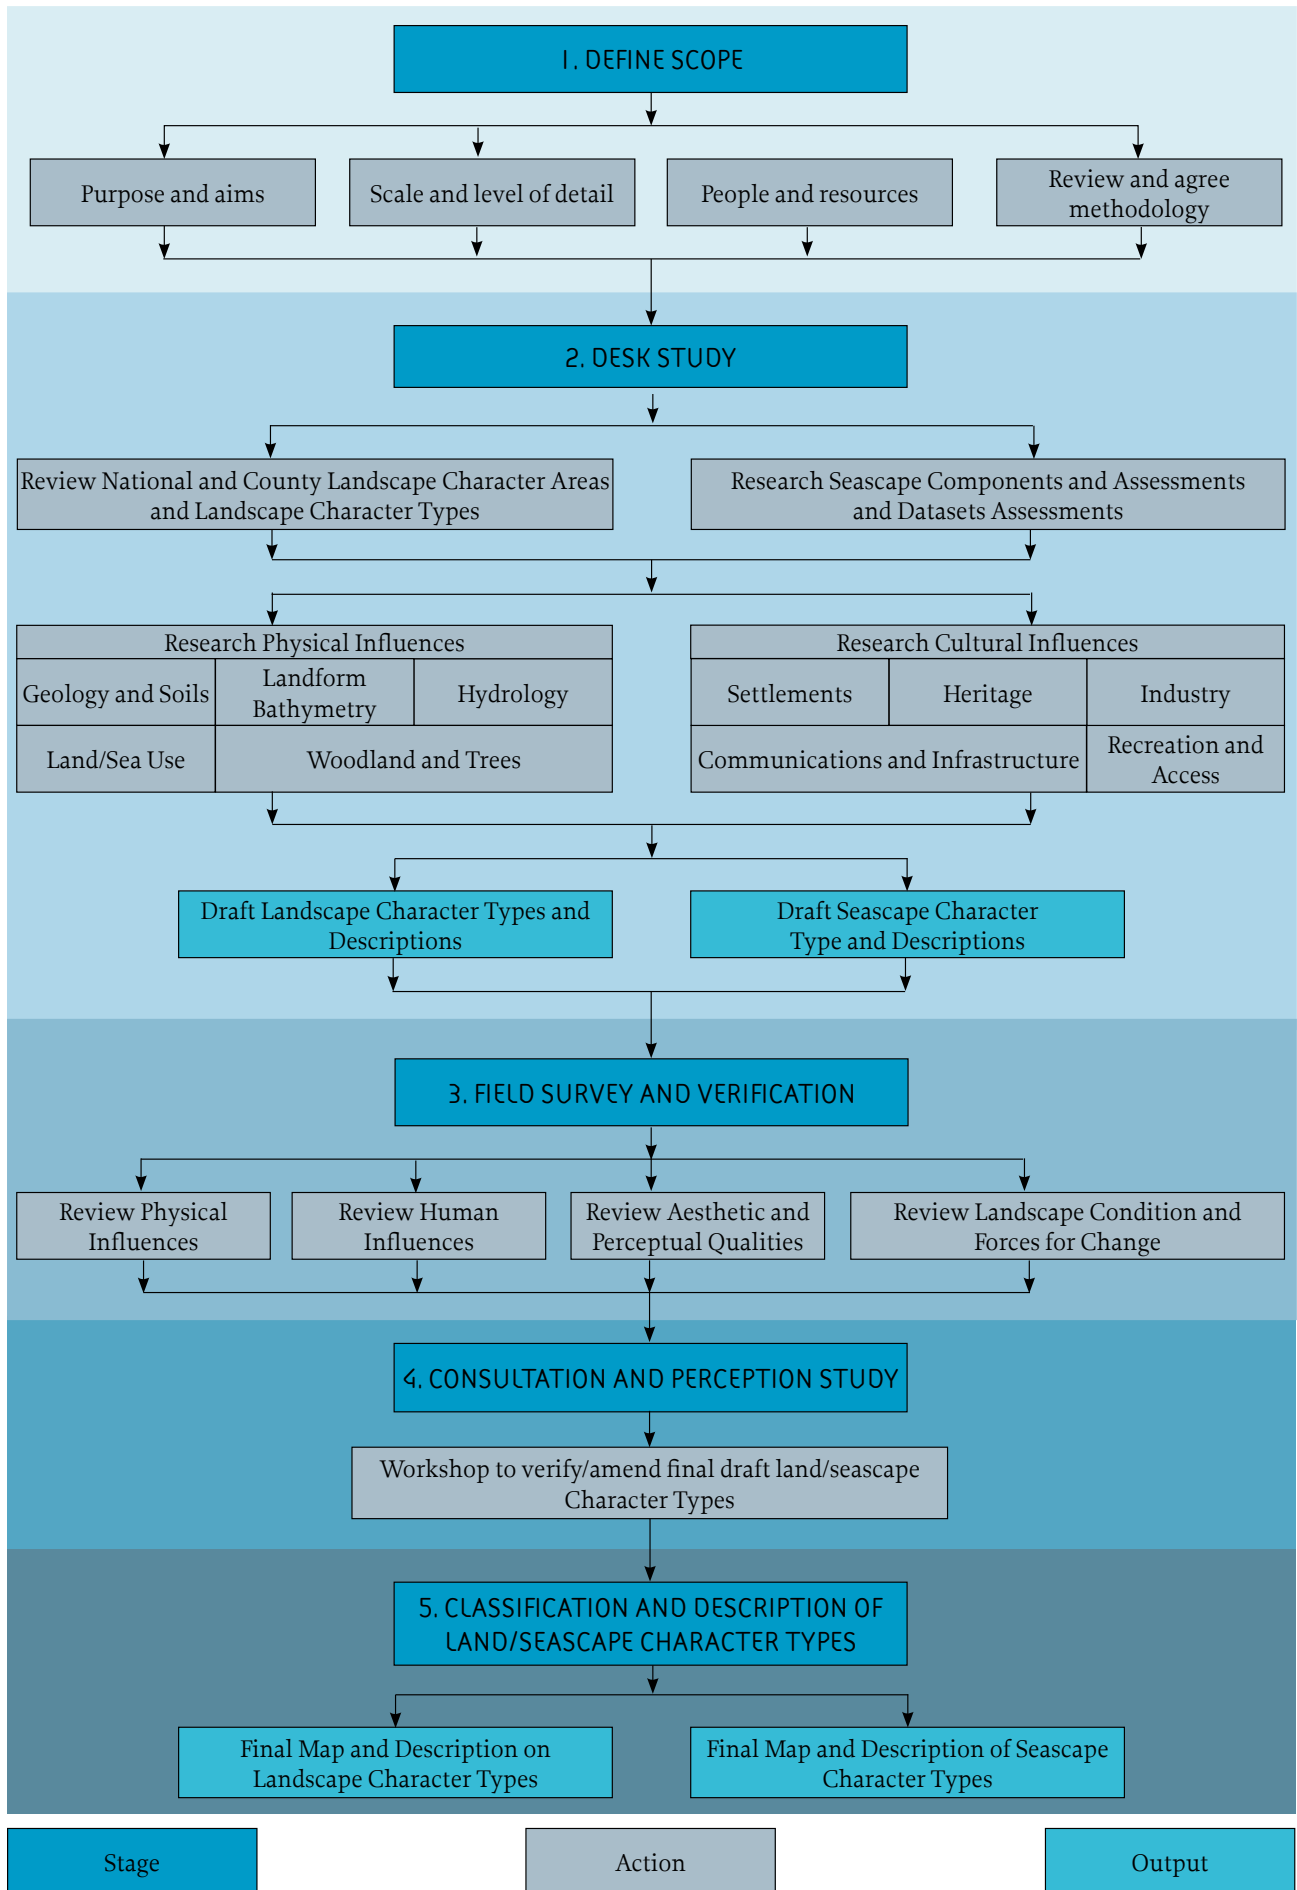 1. DEFINE SCOPE
Purpose and aims
Scale and level of detail
People and resources
Review and agree
methodology
2. DESK STUDY
Review National and County Landscape Character Areas
and Landscape Character Types
Research Seascape Components and Assessments
and Datasets Assessments
Research Physical Influences
Geology and Soils
Landform
Bathymetry
Hydrology
Land/Sea Use
Woodland and Trees
Research Cultural Influences
Settlements
Heritage
Industry
Communications and Infrastructure
Recreation and
Access
Draft Landscape Character Types and
Descriptions
Draft Seascape Character
Type and Descriptions
3. FIELD SURVEY AND VERIFICATION
Review Physical
Influences
Review Human
Influences
Review Aesthetic and
Perceptual Qualities
Review Landscape Condition and
Forces for Change
4. CONSULTATION AND PERCEPTION STUDY
Workshop to verify/amend final draft land/seascape
Character Types
5. CLASSIFICATION AND DESCRIPTION OF
LAND/SEASCAPE CHARACTER TYPES
Final Map and Description on
Landscape Character Types
Final Map and Description of Seascape
Character Types
Stage
Action
Output